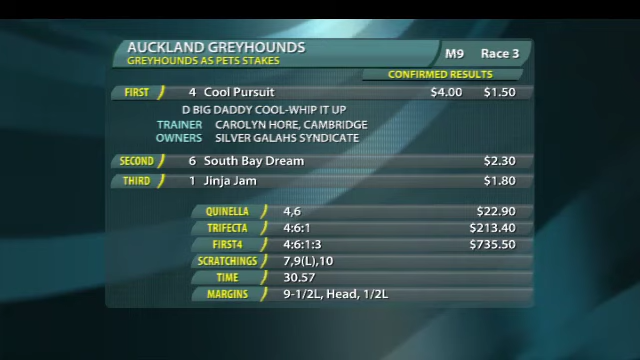 AUCKLAND GREYHOUNDS M9 Race 3
GREYHOUNDS AS PETS STAKES
CONFIRMED RESULTS
FIRST 4 Cool Pursuit $4.00 $1.50
D BIG DADDY COOL-WHIP IT UP
TRAINER CAROLYN HORE, CAMBRIDGE
OWNERS SILVER GALAHS SYNDICATE
SECOND 6 South Bay Dream $2.30
THIRD 1 Jinja Jam $1.80
QUINELLA 4,6 $22.90
TRIFECTA 4:6:1 $213.40
FIRST4 4:6:1:3 $735.50
SCRATCHINGS 7,9(L),10
TIME 30.57
MARGINS 9-1/2L, Head, 1/2L